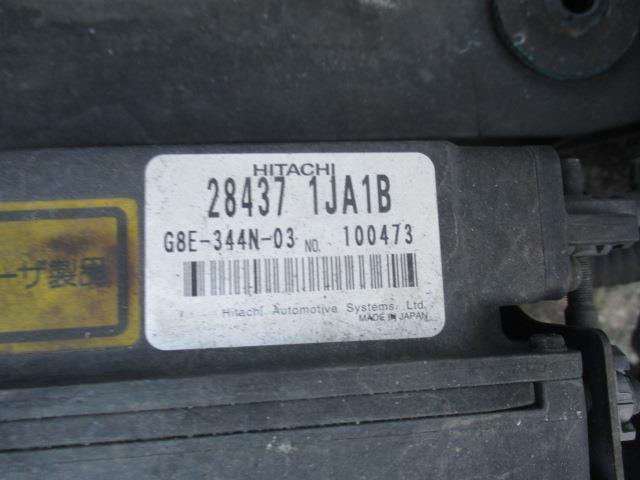 HITACHI
28437 1JA1B
G8E-344N-03 NO. 100473
Hitachi Automotive Systems, Ltd.
MADE IN JAPAN
ーザ製品